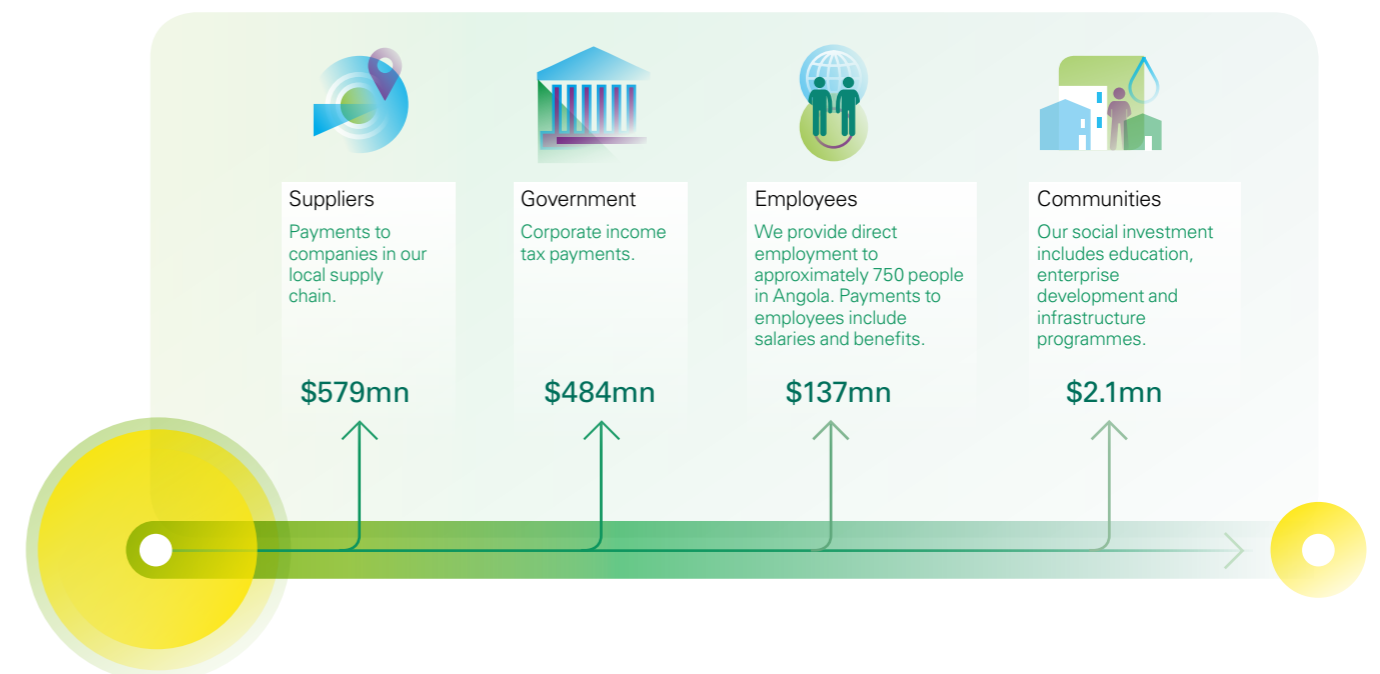 Suppliers
Payments to
companies in our
local supply
chain.
$579mn
Government
Corporate income
tax payments.
$484mn
Employees
We provide direct
employment to
approximately 750 people
in Angola. Payments to
employees include
salaries and benefits.
$137mn
Communities
Our social investment
includes education,
enterprise
development and
infrastructure
programmes.
$2.1mn